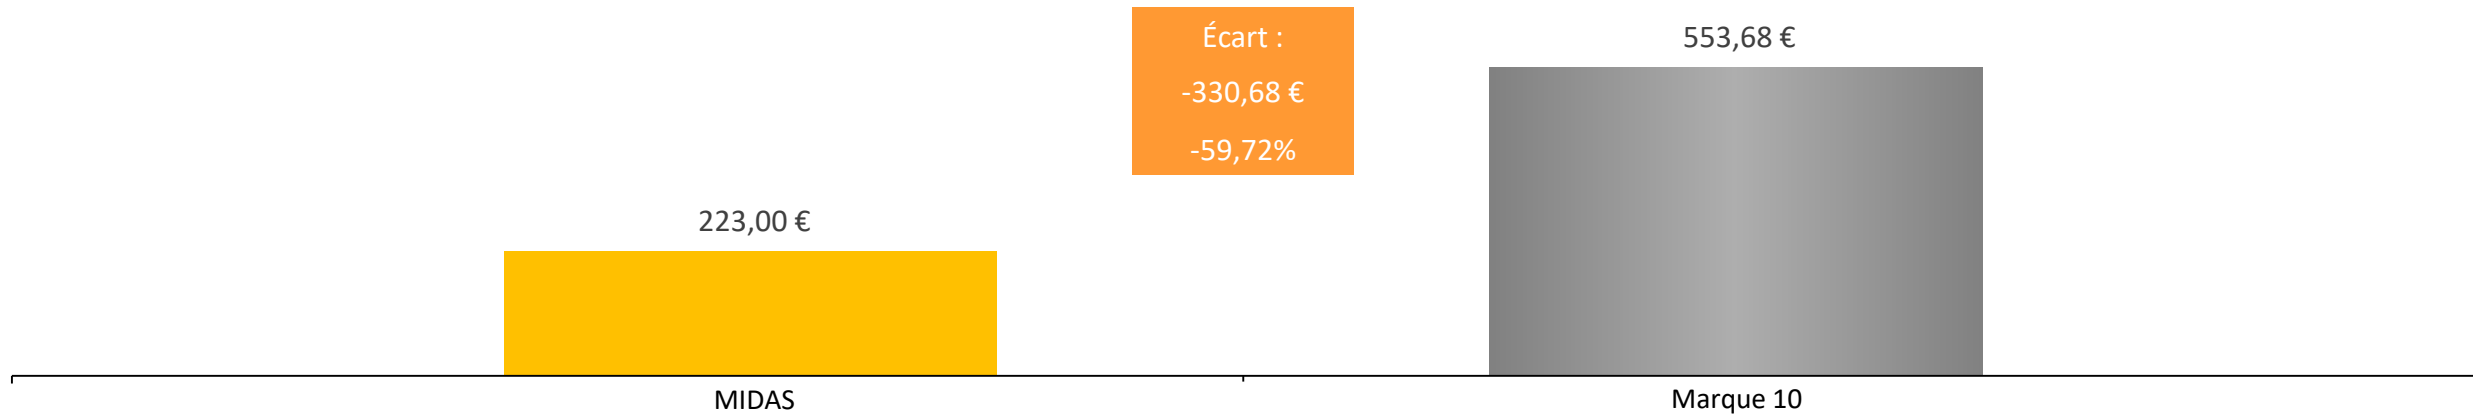 Écart :
-330,68 €
-59,72%
553,68 €
223,00 €
MIDAS
Marque 10